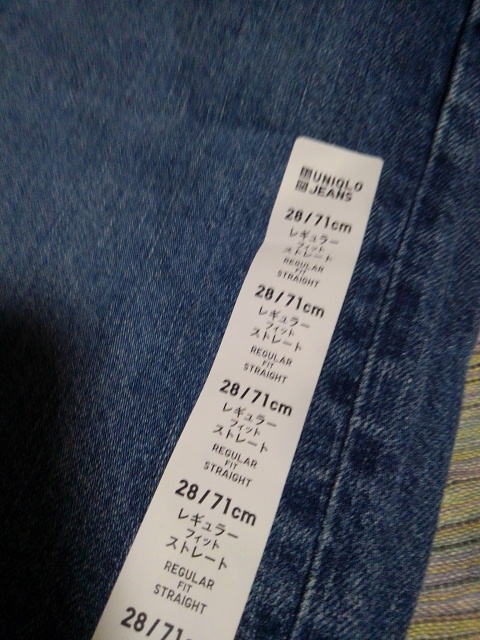 UNIQLO
JEANS
28/71cm
レギュラー
フィット
ストレート
REGULAR
FIT
STRAIGHT
28/71cm
レギュラー
フィット
ストレート
REGULAR
FIT
STRAIGHT
28/71cm
レギュラー
フィット
ストレート
REGULAR
FIT
STRAIGHT
28/71cm
レギュラー
フィット
ストレート
REGULAR
FIT
STRAIGHT